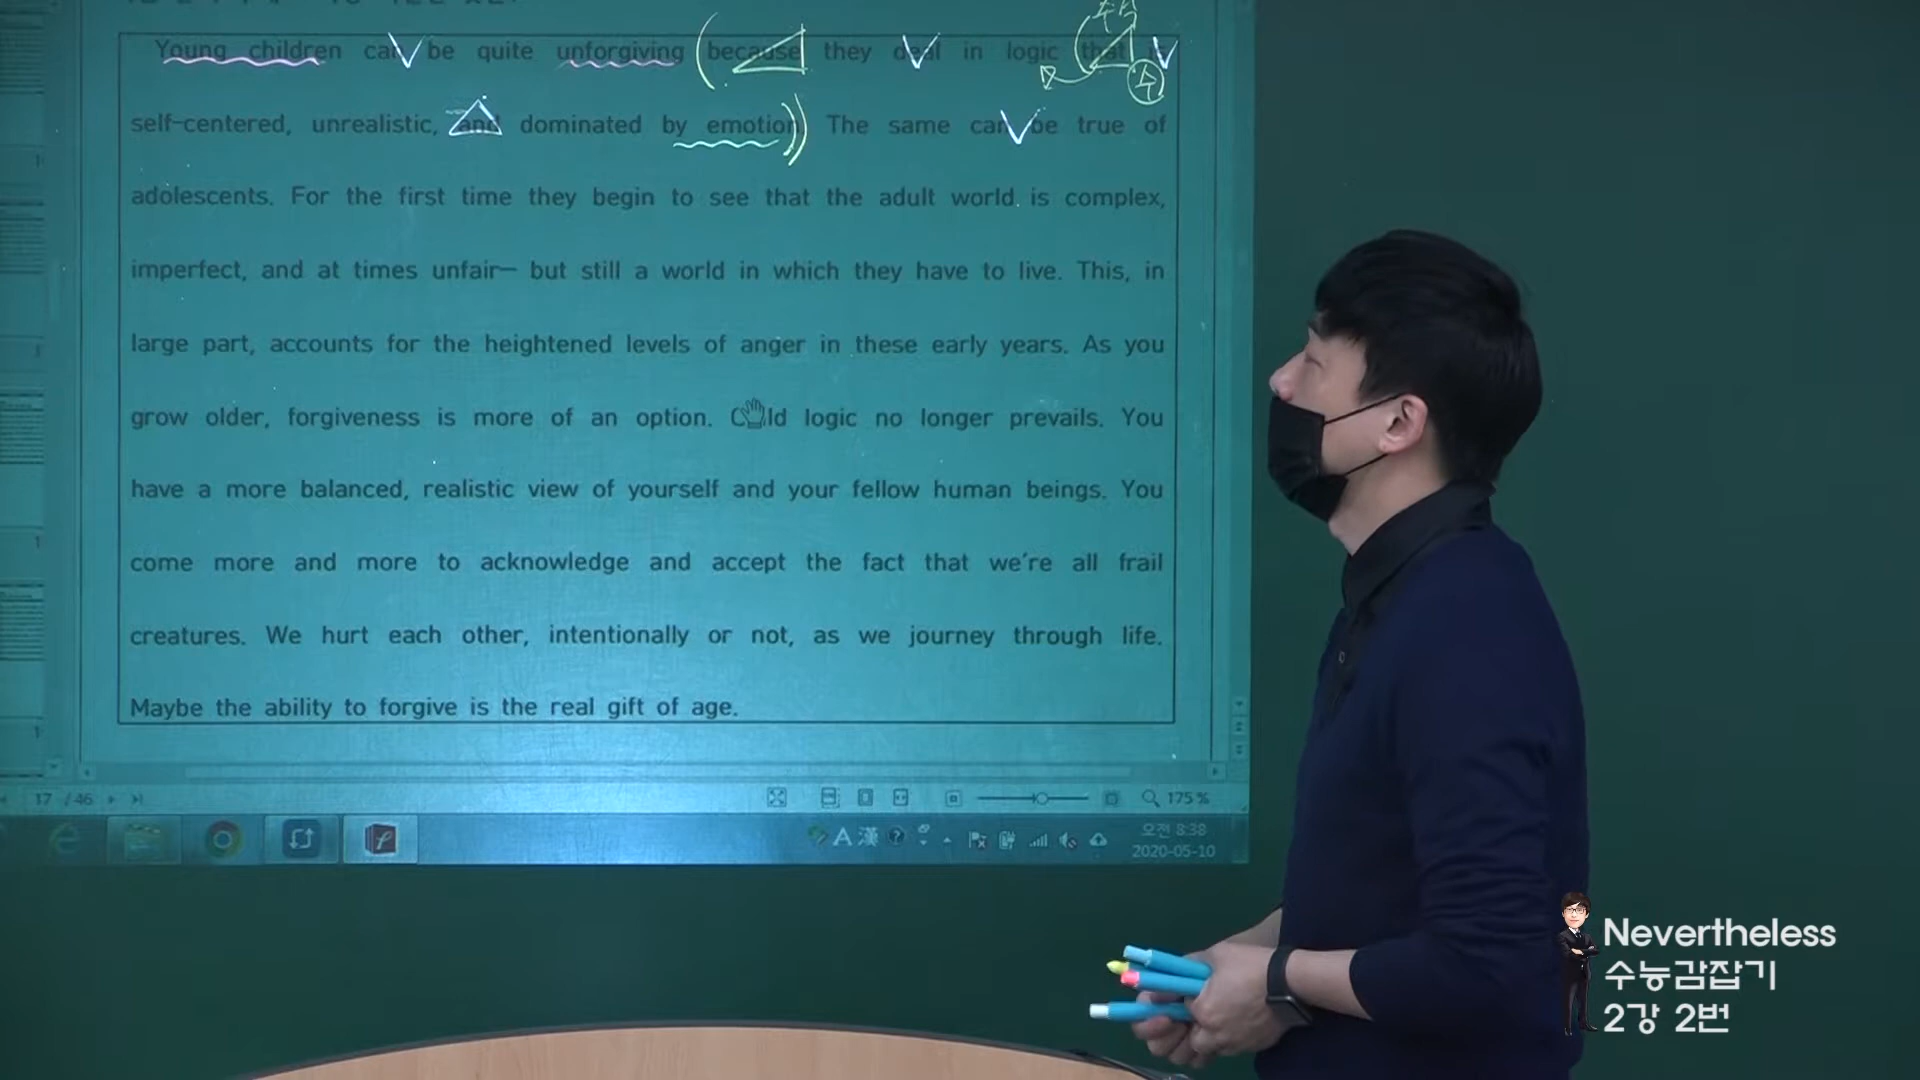 Young children can be quite unforgiving because they deal in logic that is
주격
주
self-centered, unrealistic, and dominated by emotion The same can be true of
adolescents. For the first time they begin to see that the adult world is complex,
imperfect, and at times unfair— but still a world in which they have to live. This, in
large part, accounts for the heightened levels of anger in these early years. As you
grow older, forgiveness is more of an option. C ld logic no longer prevails. You
have a more balanced, realistic view of yourself and your fellow human beings. You
come more and more to acknowledge and accept the fact that we're all frail
creatures. We hurt each other, intentionally or not, as we journey through life.
Maybe the ability to forgive is the real gift of age.
17 / 46
175 %
A 漢
오전 8:38
2020-05-10
Nevertheless
수능감잡기
2강 2번